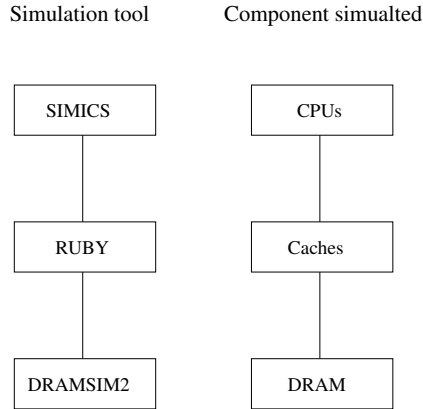 Simulation tool
Component simualted
SIMICS
CPUs
RUBY
Caches
DRAMSIM2
DRAM